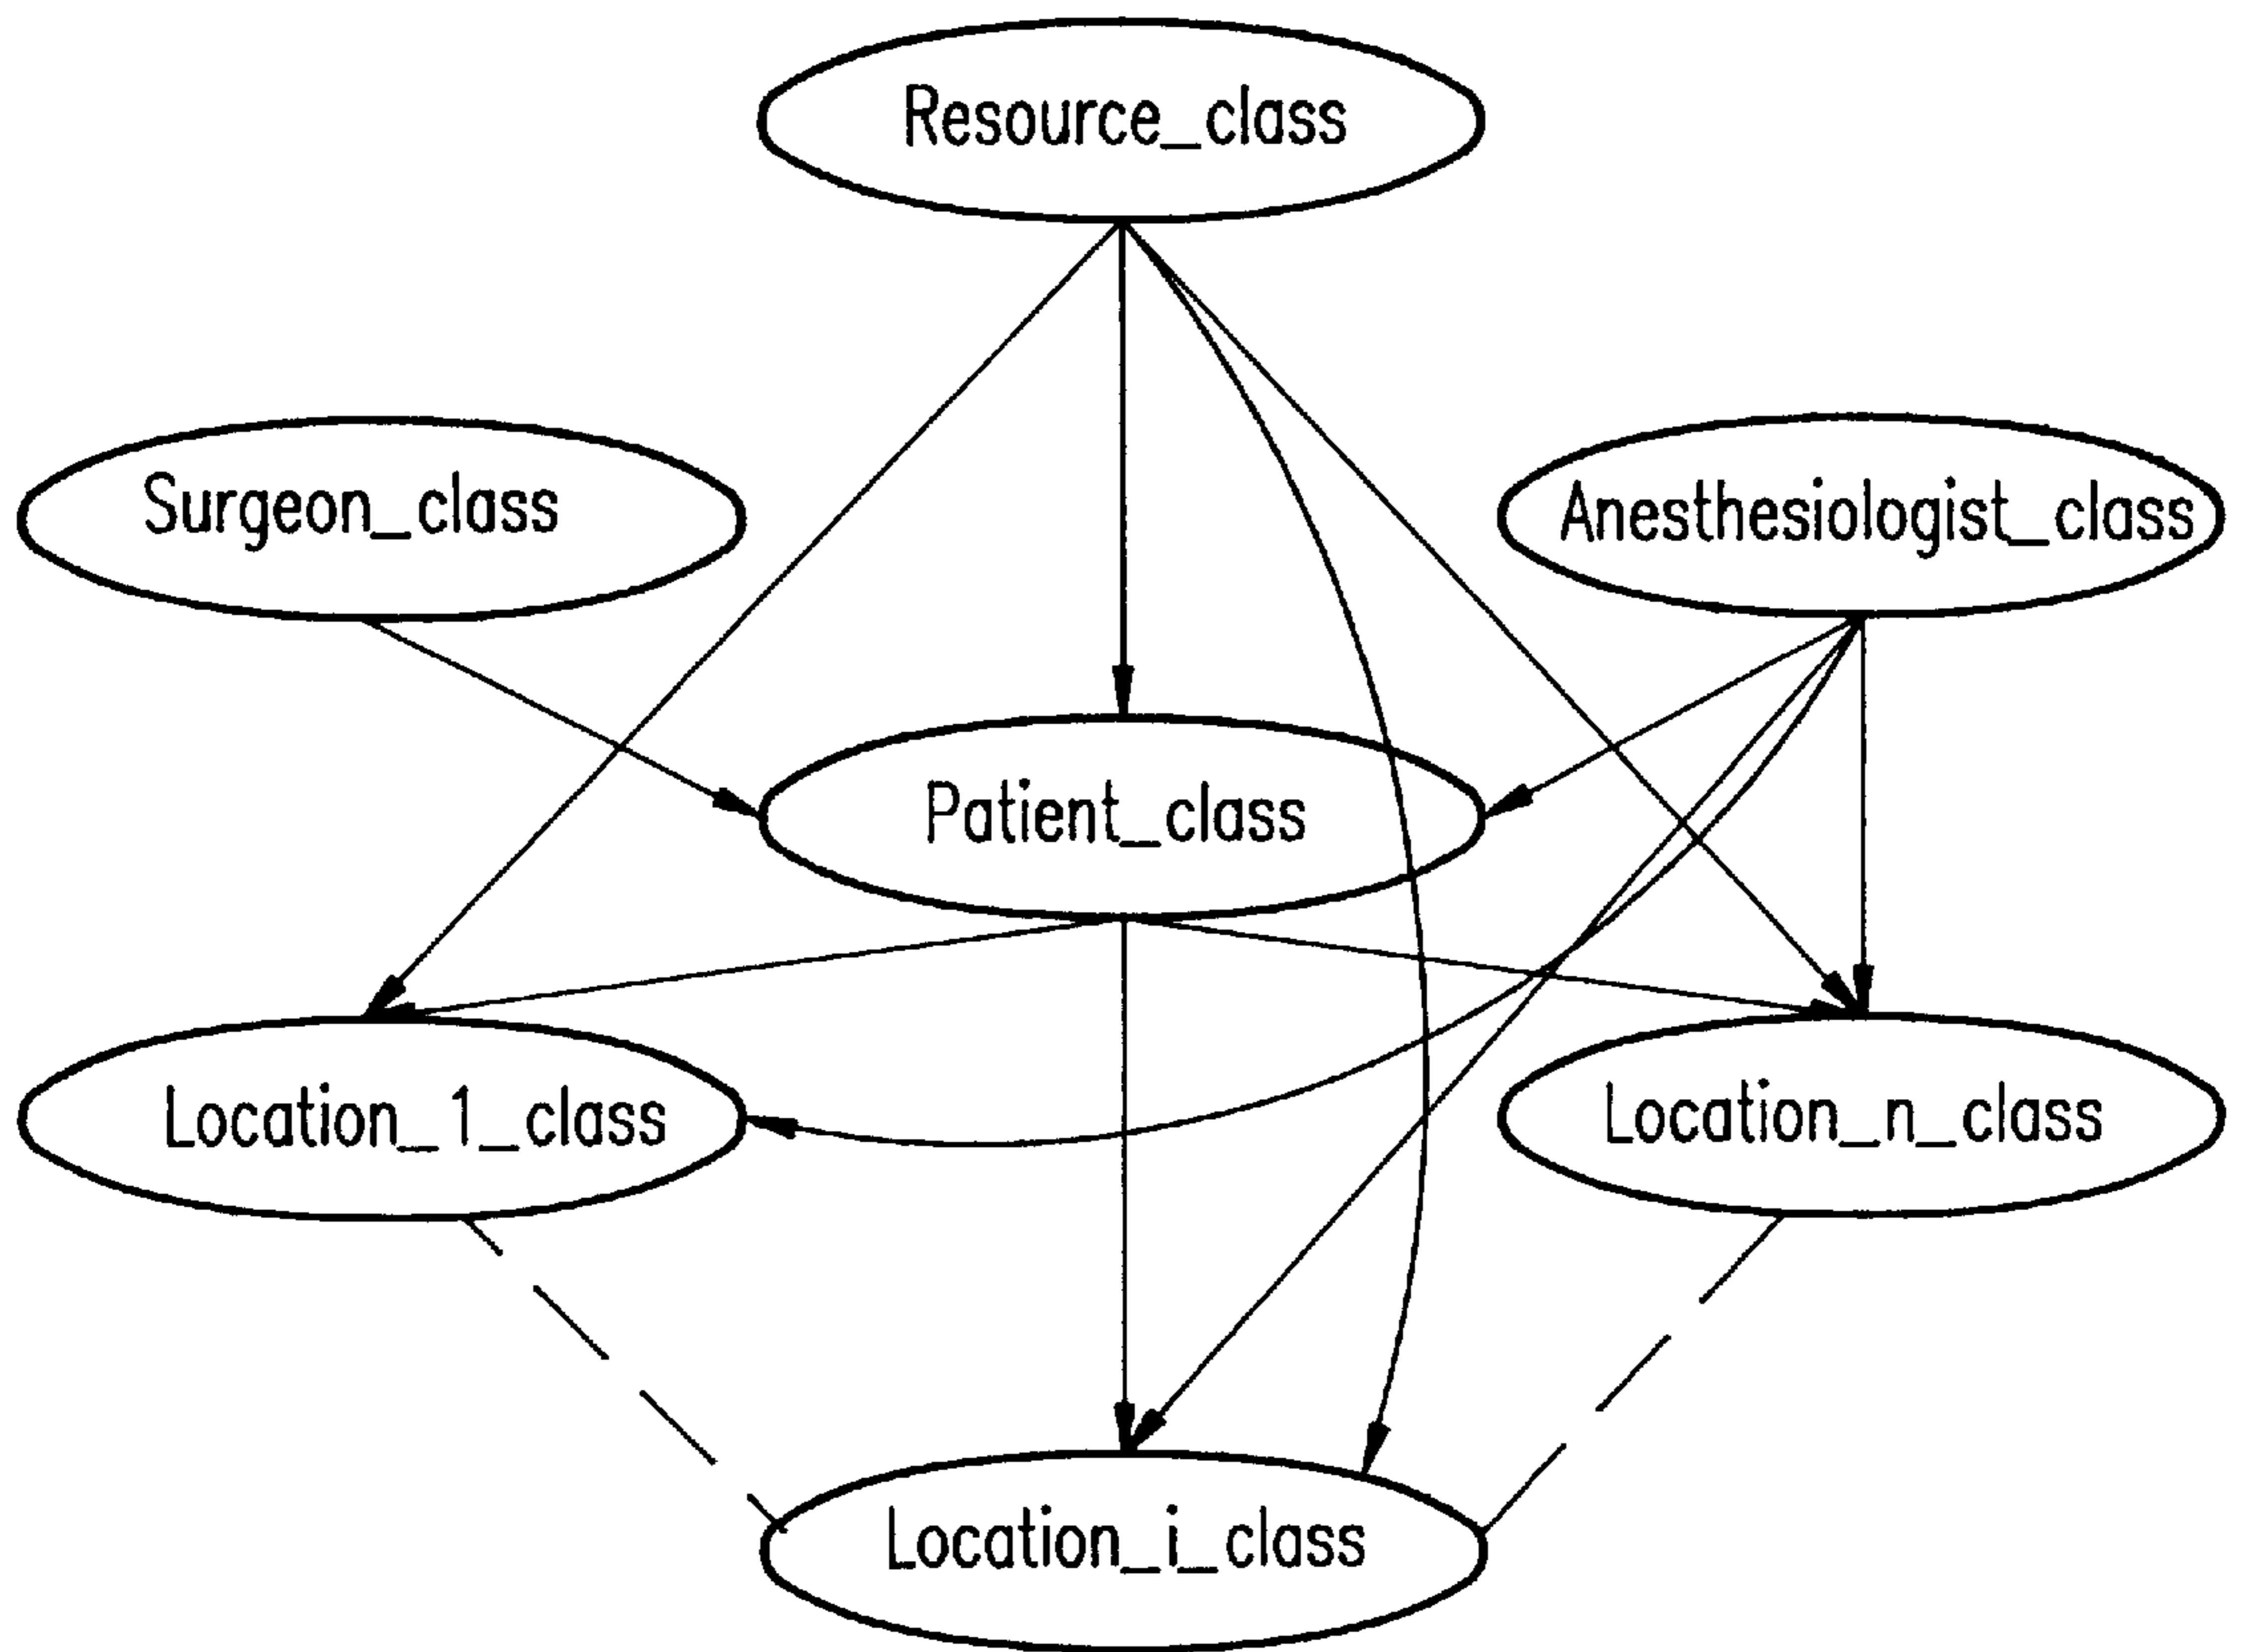 Resource_class
Surgeon_class
Anesthesiologist_class
Patient_class
Location_1_class
Location_n_class
Location_i_class